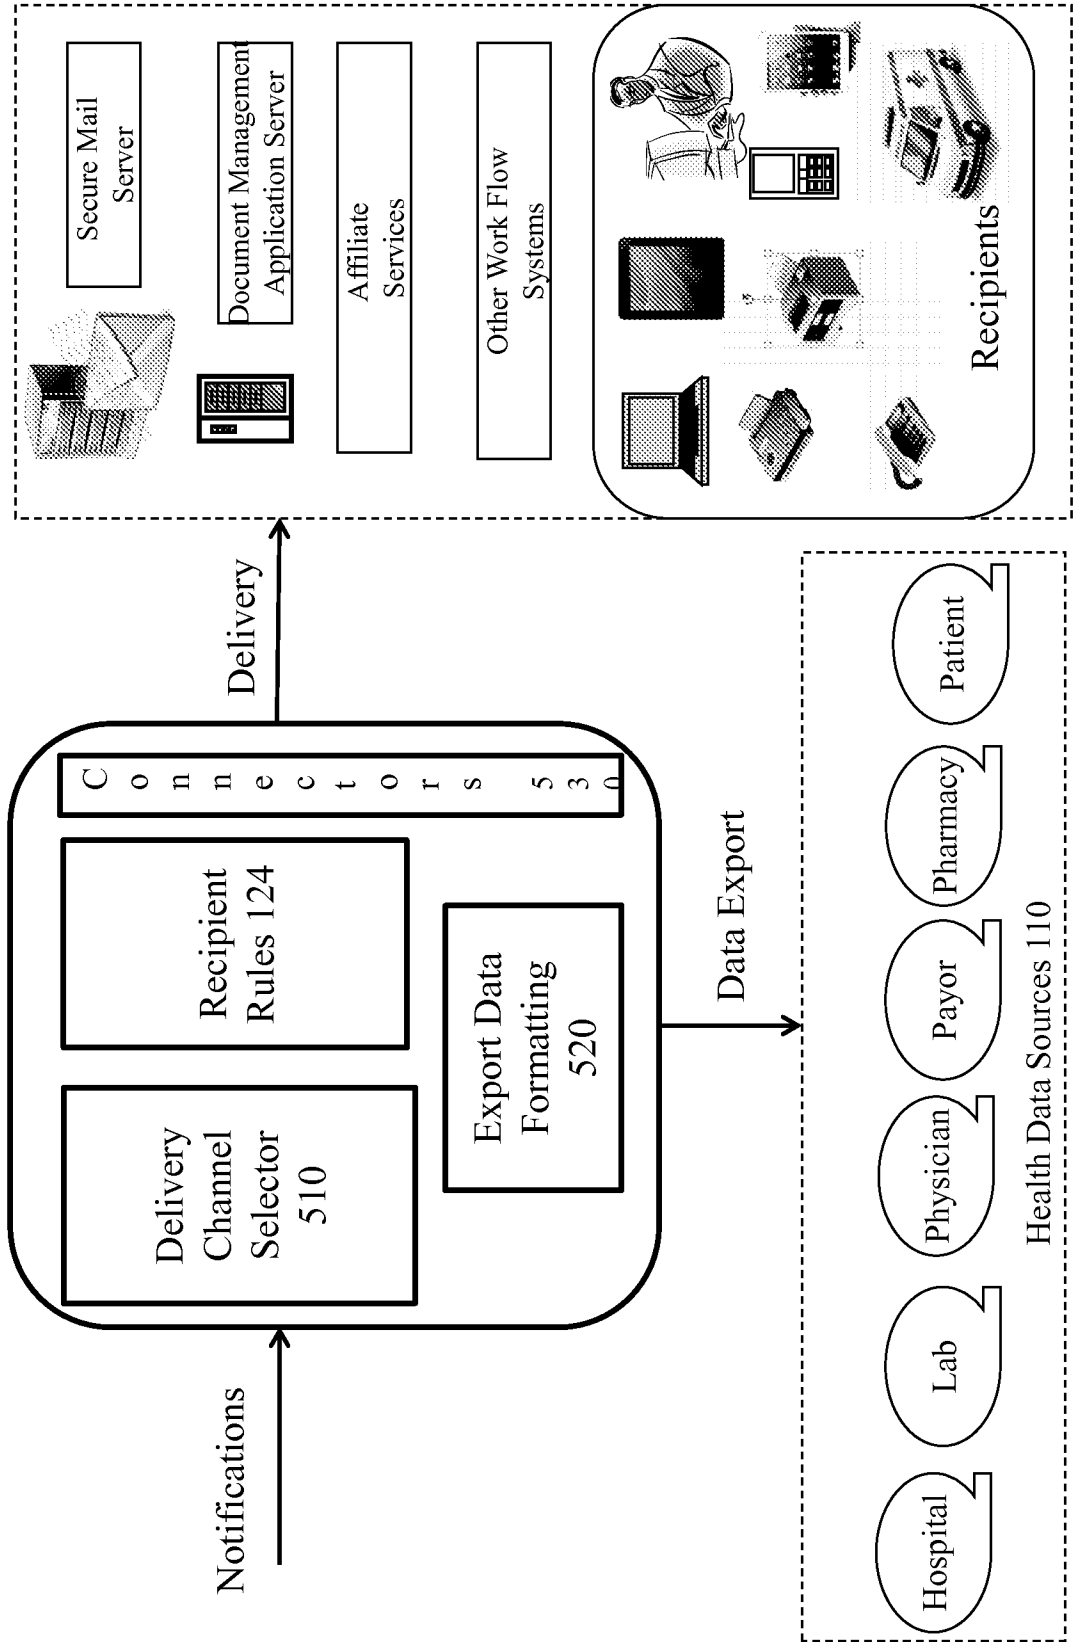 Notifications
Delivery
Channel
Selector
510
Recipient
Rules 124
Export Data
Formatting
520
Connectors 530
Delivery
Data Export
Secure Mail
Server
Document Management
Application Server
Affiliate
Services
Other Work Flow
Systems
Recipients
Hospital
Lab
Physician
Payor
Pharmacy
Patient
Health Data Sources 110